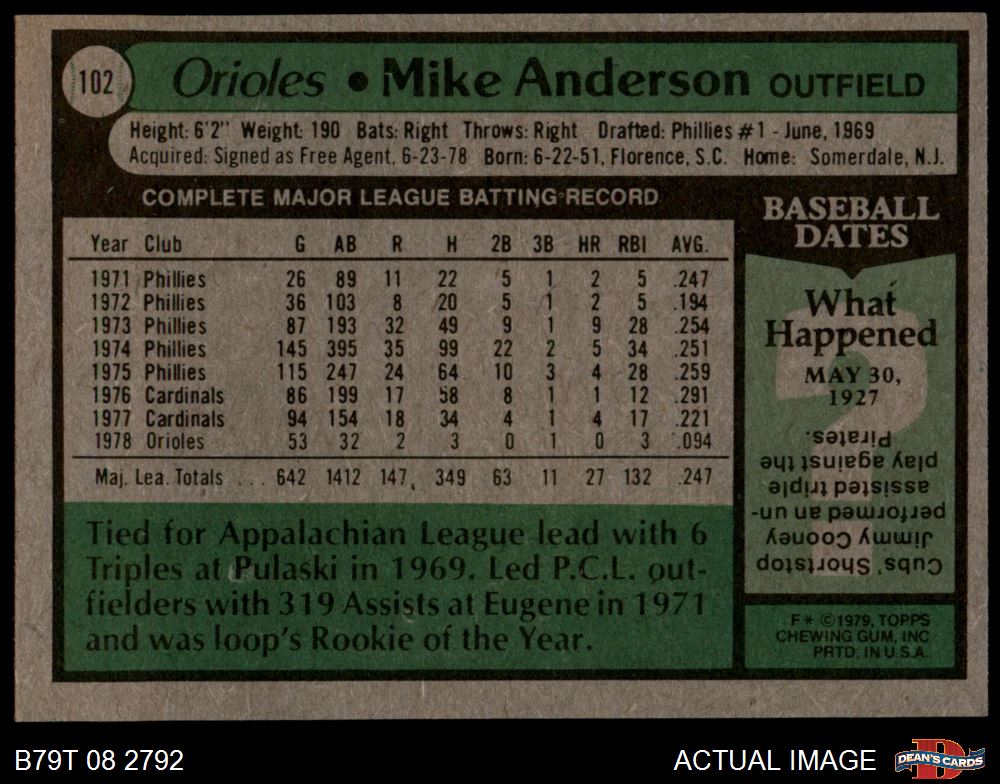 102
Orioles • Mike Anderson OUTFIELD
Height: 6'2" Weight: 190 Bats: Right Throws: Right Drafted: Phillies #1 - June, 1969
Acquired: Signed as Free Agent, 6-23-78 Born: 6-22-51, Florence, S.C. Home: Somerdale, N.J.
COMPLETE MAJOR LEAGUE BATTING RECORD
Year Club G AB R H 2B 3B HR RBI AVG.
1971 Phillies 26 89 11 22 5 1 2 5 .247
1972 Phillies 36 103 8 20 5 1 2 5 .194
1973 Phillies 87 193 32 49 9 1 9 28 .254
1974 Phillies 145 395 35 99 22 2 5 34 .251
1975 Phillies 115 247 24 64 10 3 4 28 .259
1976 Cardinals 86 199 17 58 8 1 1 12 .291
1977 Cardinals 94 154 18 34 4 1 4 17 .221
1978 Orioles 53 32 2 3 0 1 0 3 .094
Maj. Lea. Totals ... 642 1412 147 349 63 11 27 132 .247
Tied for Appalachian League lead with 6
Triples at Pulaski in 1969. Led P.C.L. out-
fielders with 319 Assists at Eugene in 1971
and was loop's Rookie of the Year.
BASEBALL
DATES
What
Happened
MAY 30,
1927
?
Cubs' Shortstop
Jimmy Cooney
performed an un-
assisted triple
play against the
Pirates.
F* ©1979, TOPPS
CHEWING GUM, INC
PRTD. IN U.S.A.
B79T 08 2792
ACTUAL IMAGE
D
DEAN'S CARDS